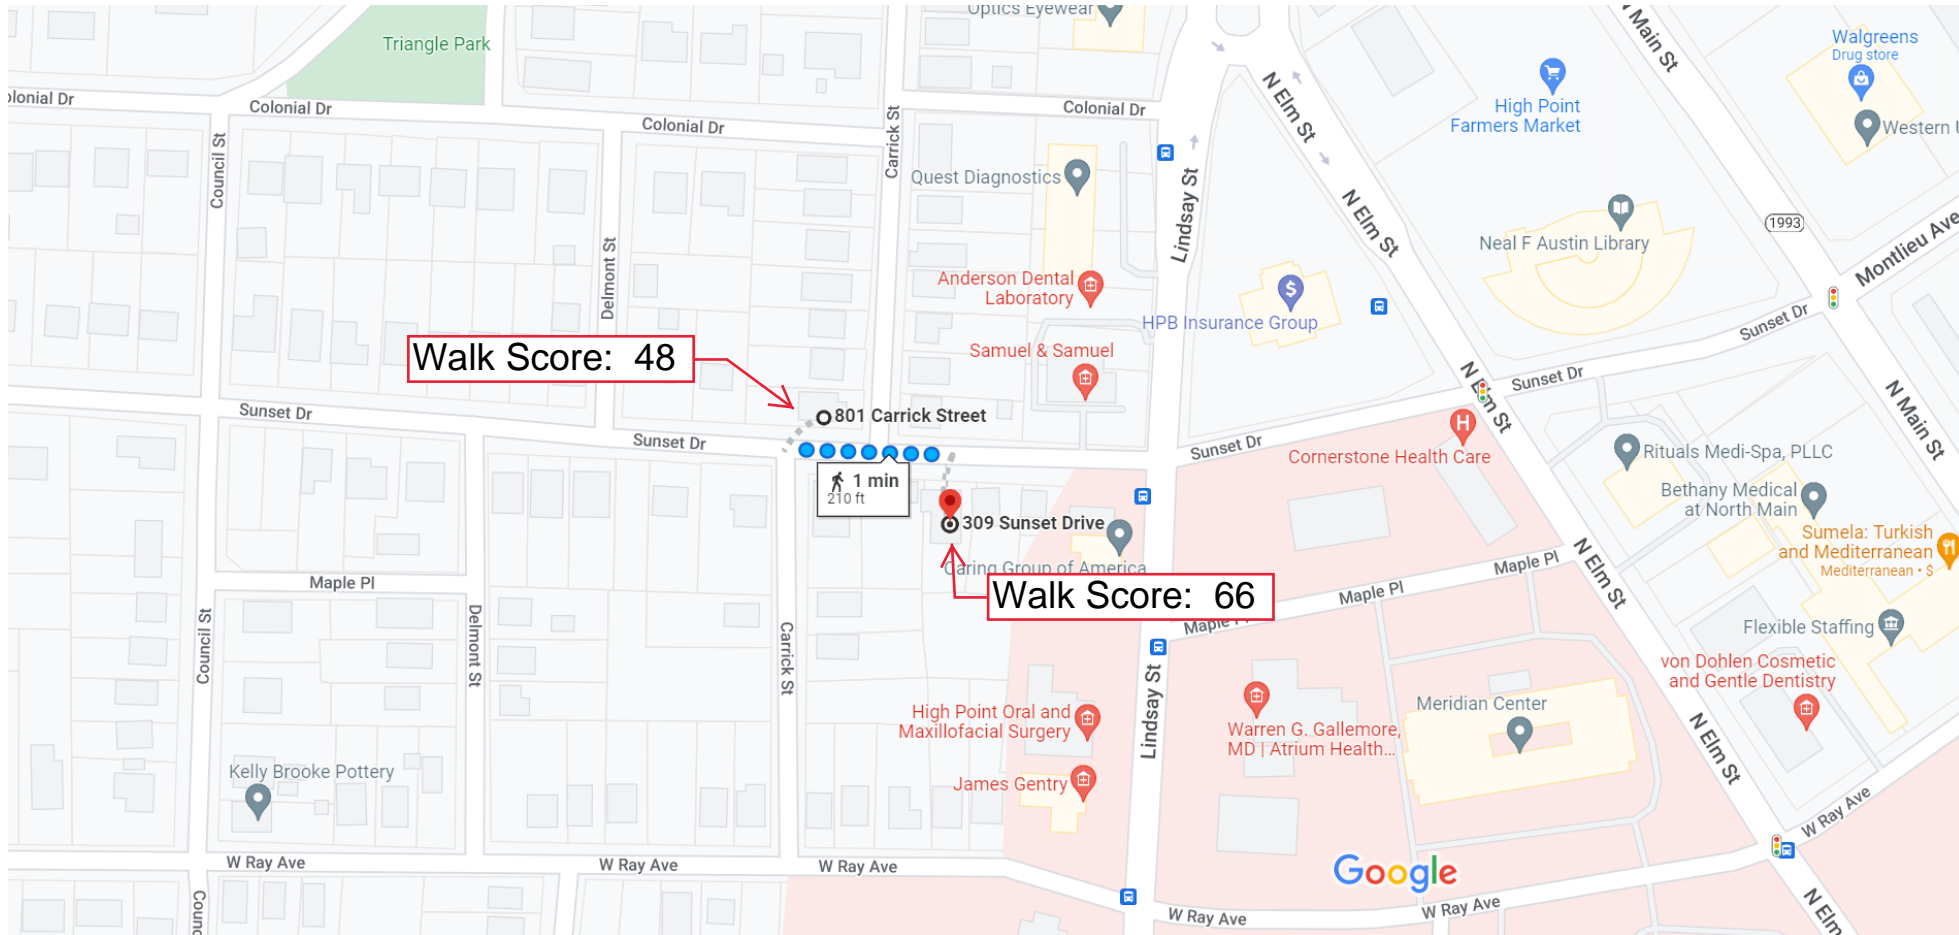 Optics Eyewear
Triangle Park
N Main St
Walgreens
Drug store
olonial Dr
Colonial Dr
Colonial Dr
Colonial Dr
N Elm St
High Point
Farmers Market
Western U
Council St
Carrick St
Quest Diagnostics
Lindsay St
N Elm St
Neal F Austin Library
1993
Montlieu Ave
Delmont St
Anderson Dental
Laboratory
HPB Insurance Group
Sunset Dr
Walk Score: 48
Samuel & Samuel
N Elm St
Sunset Dr
N Main St
Sunset Dr
801 Carrick Street
Sunset Dr
Sunset Dr
H
Cornerstone Health Care
Rituals Medi-Spa, PLLC
1 min
210 ft
Bethany Medical
at North Main
309 Sunset Drive
Sumela: Turkish
and Mediterranean
Mediterranean • $
Caring Group of America
N Elm St
Maple Pl
Maple Pl
Maple Pl
Walk Score: 66
Maple
Flexible Staffing
Council St
Delmont St
Carrick St
Lindsay St
von Dohlen Cosmetic
and Gentle Dentistry
High Point Oral and
Maxillofacial Surgery
Warren G. Gallemore,
MD | Atrium Health...
Meridian Center
N Elm St
Kelly Brooke Pottery
James Gentry
W Ray Ave
W Ray Ave
W Ray Ave
W Ray Ave
Google
Counc
W Ray Ave
W Ray Ave
N Elm